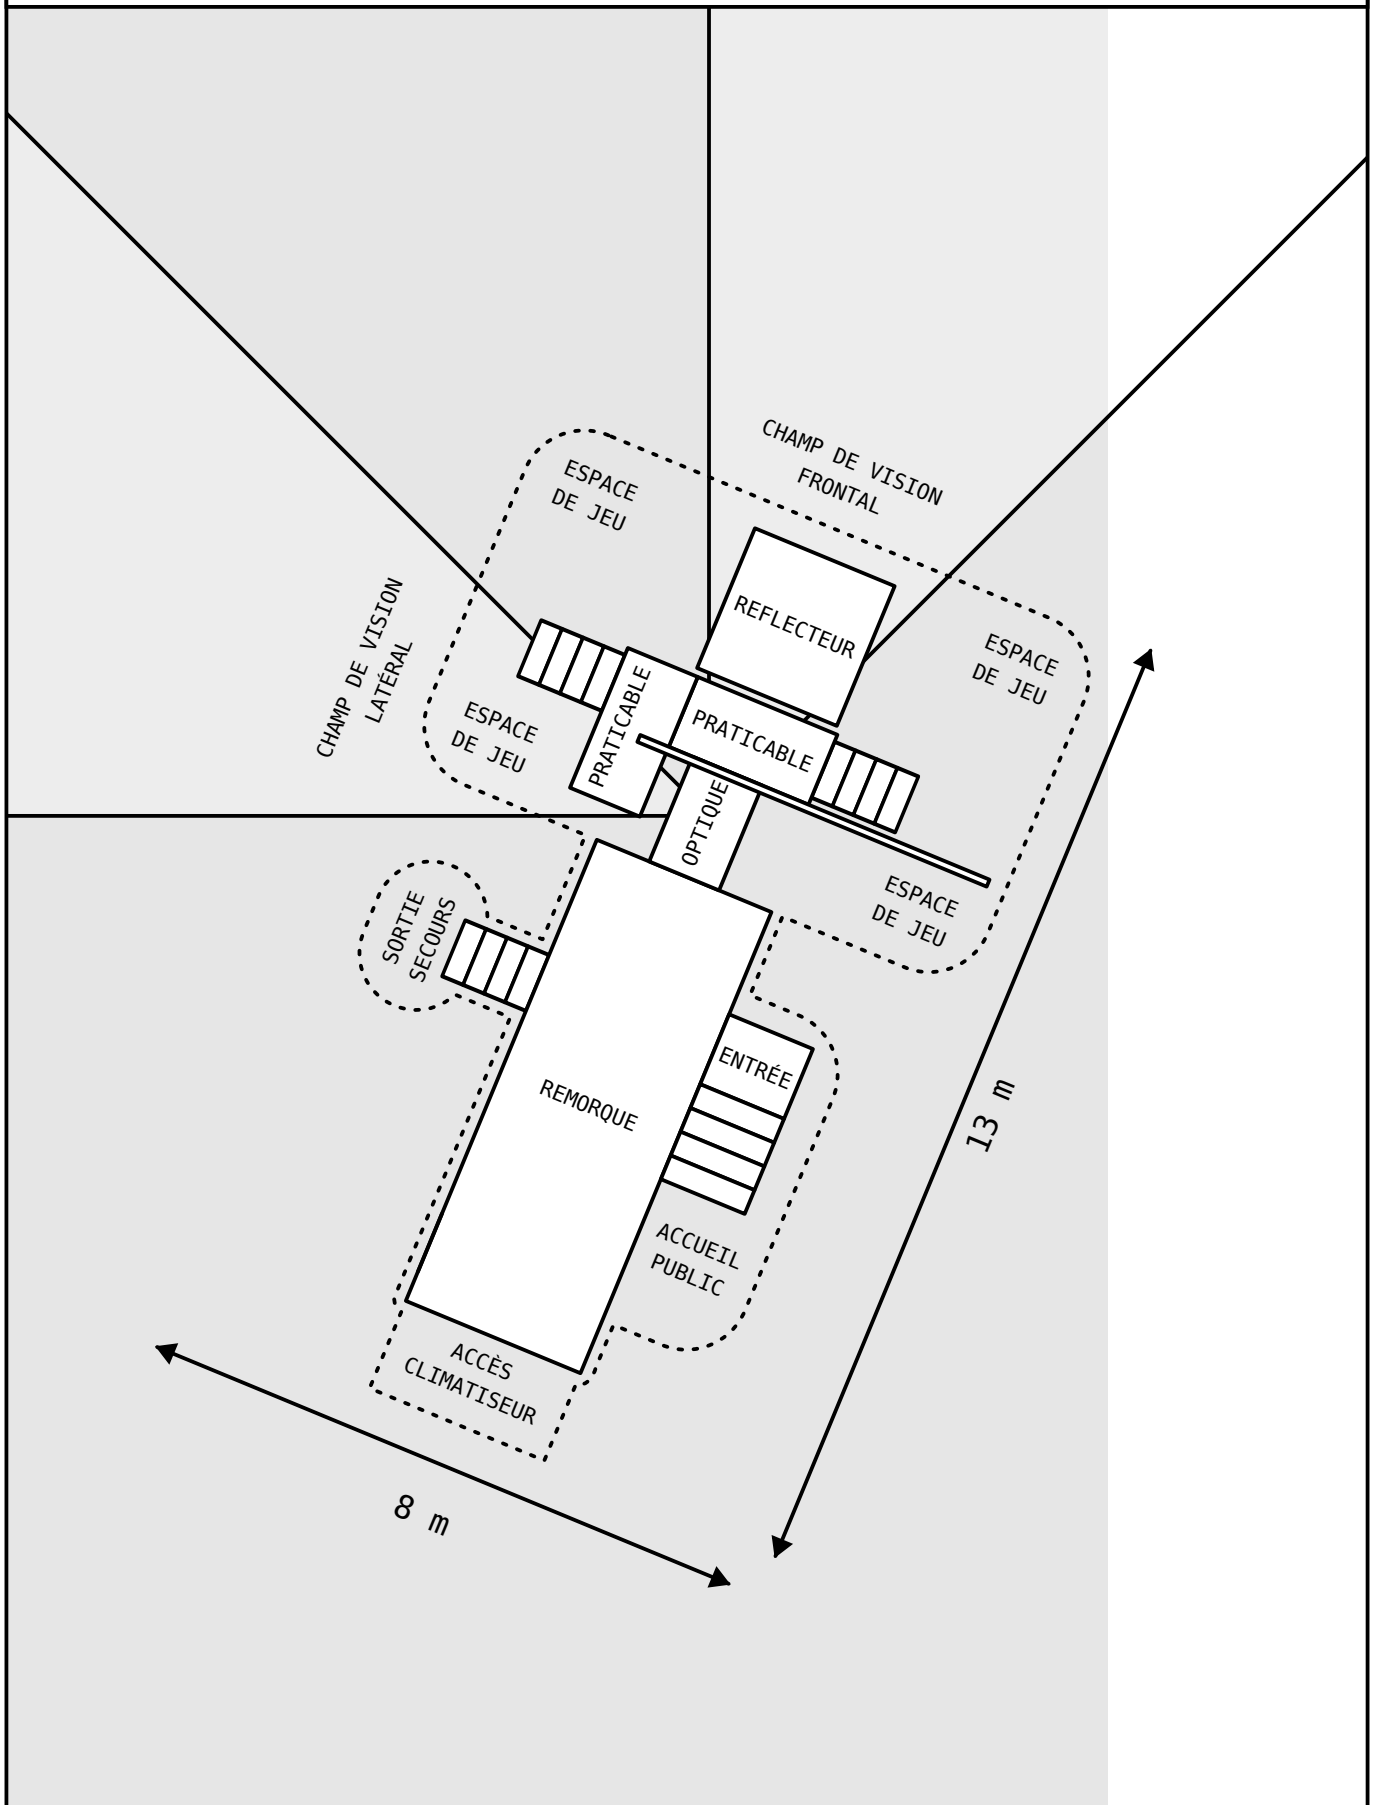 CHAMP DE VISION
FRONTAL
ESPACE
DE JEU
CHAMP DE VISION
LATÉRAL
REFLECTEUR
ESPACE
DE JEU
PRATICABLE
PRATICABLE
ESPACE
DE JEU
OPTIQUE
ESPACE
DE JEU
SORTIE
SECOURS
ENTRÉE
REMORQUE
13 m
ACCUEIL
PUBLIC
ACCÈS
CLIMATISEUR
8 m